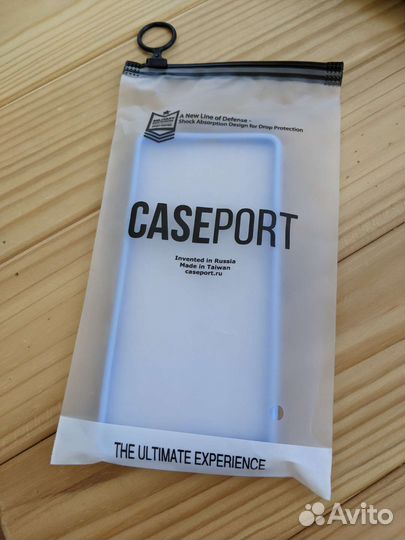 A New Line of Defense -
Shock Absorption Design for Drop Protection
CASEPORT
Invented in Russia
Made in Taiwan
caseport.ru
THE ULTIMATE EXPERIENCE
Avito